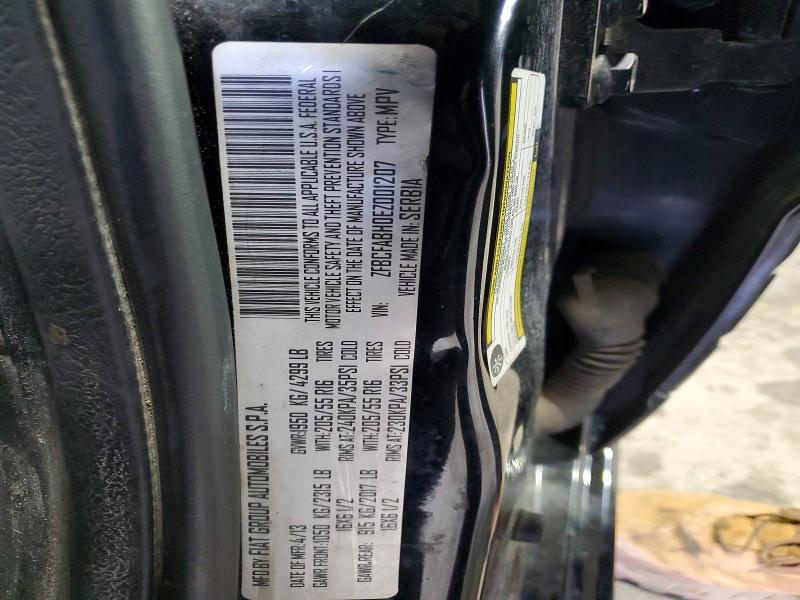 MFD BY FIAT GROUP AUTOMOBILES S.P.A.
DATE OF MFR: 4/13 GVWR: 1950 KG/4299 LB
GAWR FRONT: 1050 KG/2315 LB WITH: 205/55 R16 TIRES
16X6 1/2 RIMS AT: 240KPA/35PSI COLD
GAWR.REAR: 915 KG/2017 LB WITH: 205/55 R16 TIRES
16X6 1/2 RIMS AT: 230KPA/33PSI COLD
THIS VEHICLE CONFORMS TO ALL APPLICABLE U.S.A. FEDERAL
MOTOR VEHICLE SAFETY AND THEFT PREVENTION STANDARDS I
EFFECT ON THE DATE OF MANUFACTURE SHOWN ABOVE
VIN: ZFBCFABH0EZ001207 TYPE: MPV
VEHICLE MADE IN: SERBIA